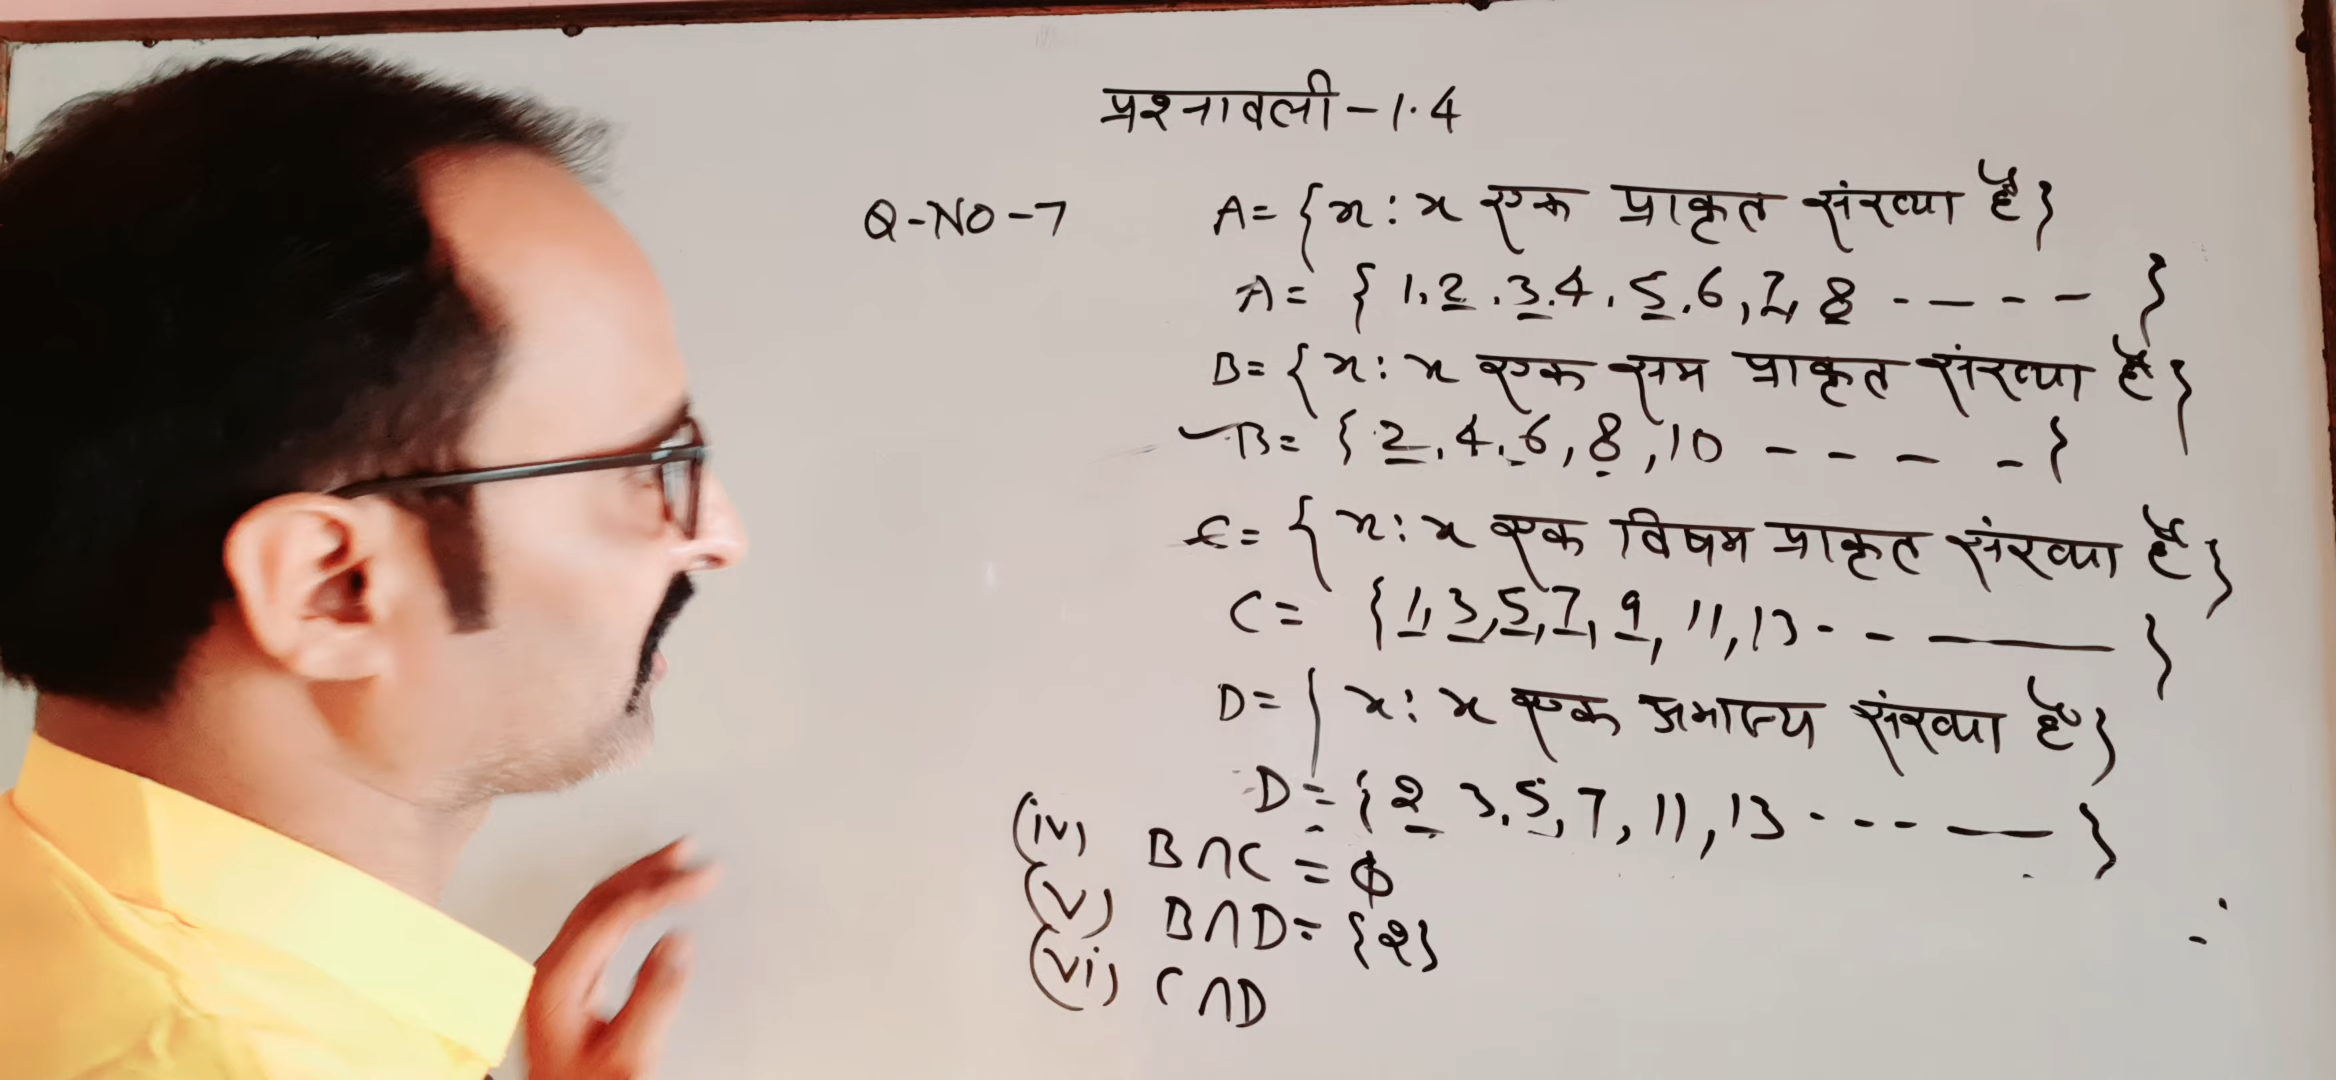 प्रश्नावली-1.4
Q-NO-7 A= {x : x एक प्राकृत संख्या है}
A= { 1, 2, 3, 4, 5, 6, 7, 8 ---- }
B= {x : x एक सम प्राकृत संख्या है}
B= { 2, 4, 6, 8, 10 ---- }
C= {x : x एक विषम प्राकृत संख्या है}
C= { 1, 3, 5, 7, 9, 11, 13 --- }
D= {x : x एक अभाज्य संख्या है}
D= { 2 3, 5, 7, 11, 13 ---- }
(iv) B∩C = ϕ
(v) B∩D= {2}
(vi) C∩D